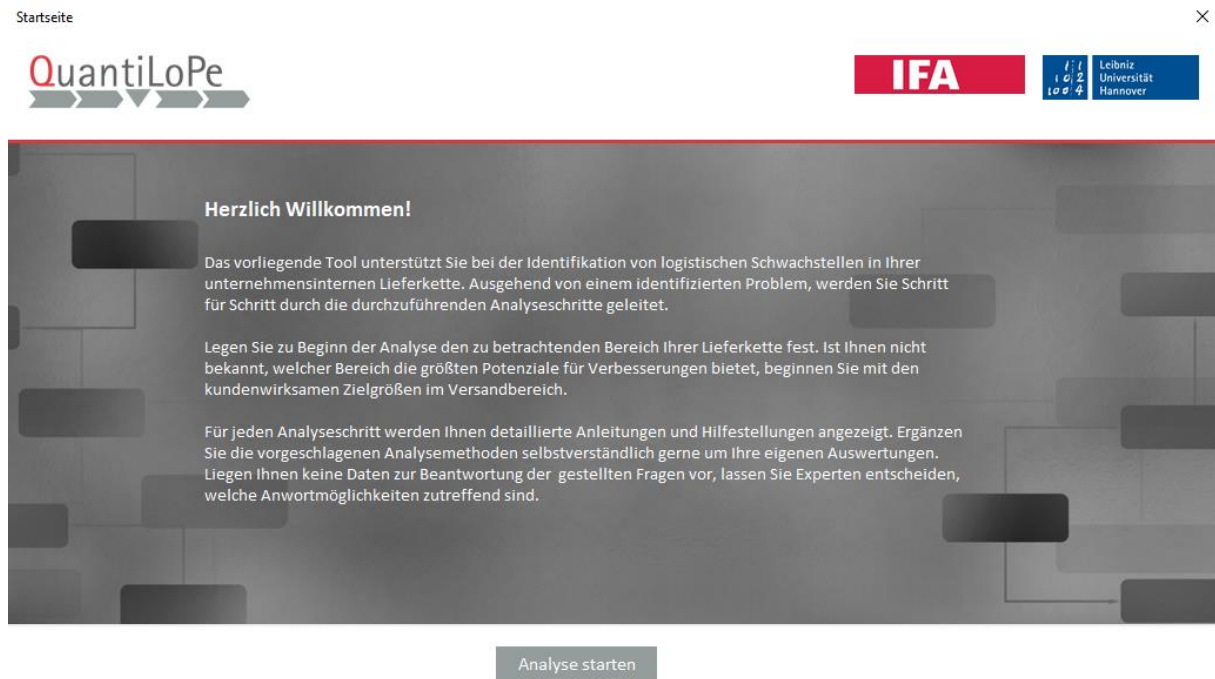 Startseite
QuantiLoPe
IFA
Leibniz
Universität
Hannover
Herzlich Willkommen!
Das vorliegende Tool unterstützt Sie bei der Identifikation von logistischen Schwachstellen in Ihrer
unternehmensinternen Lieferkette. Ausgehend von einem identifizierten Problem, werden Sie Schritt
für Schritt durch die durchzuführenden Analyseschritte geleitet.
Legen Sie zu Beginn der Analyse den zu betrachtenden Bereich Ihrer Lieferkette fest. Ist Ihnen nicht
bekannt, welcher Bereich die größten Potenziale für Verbesserungen bietet, beginnen Sie mit den
kundenwirksamen Zielgrößen im Versandbereich.
Für jeden Analyseschritt werden Ihnen detaillierte Anleitungen und Hilfestellungen angezeigt. Ergänzen
Sie die vorgeschlagenen Analysemethoden selbstverständlich gerne um Ihre eigenen Auswertungen.
Liegen Ihnen keine Daten zur Beantwortung der  gestellten Fragen vor, lassen Sie Experten entscheiden,
welche Anwortmöglichkeiten zutreffend sind.
Analyse starten